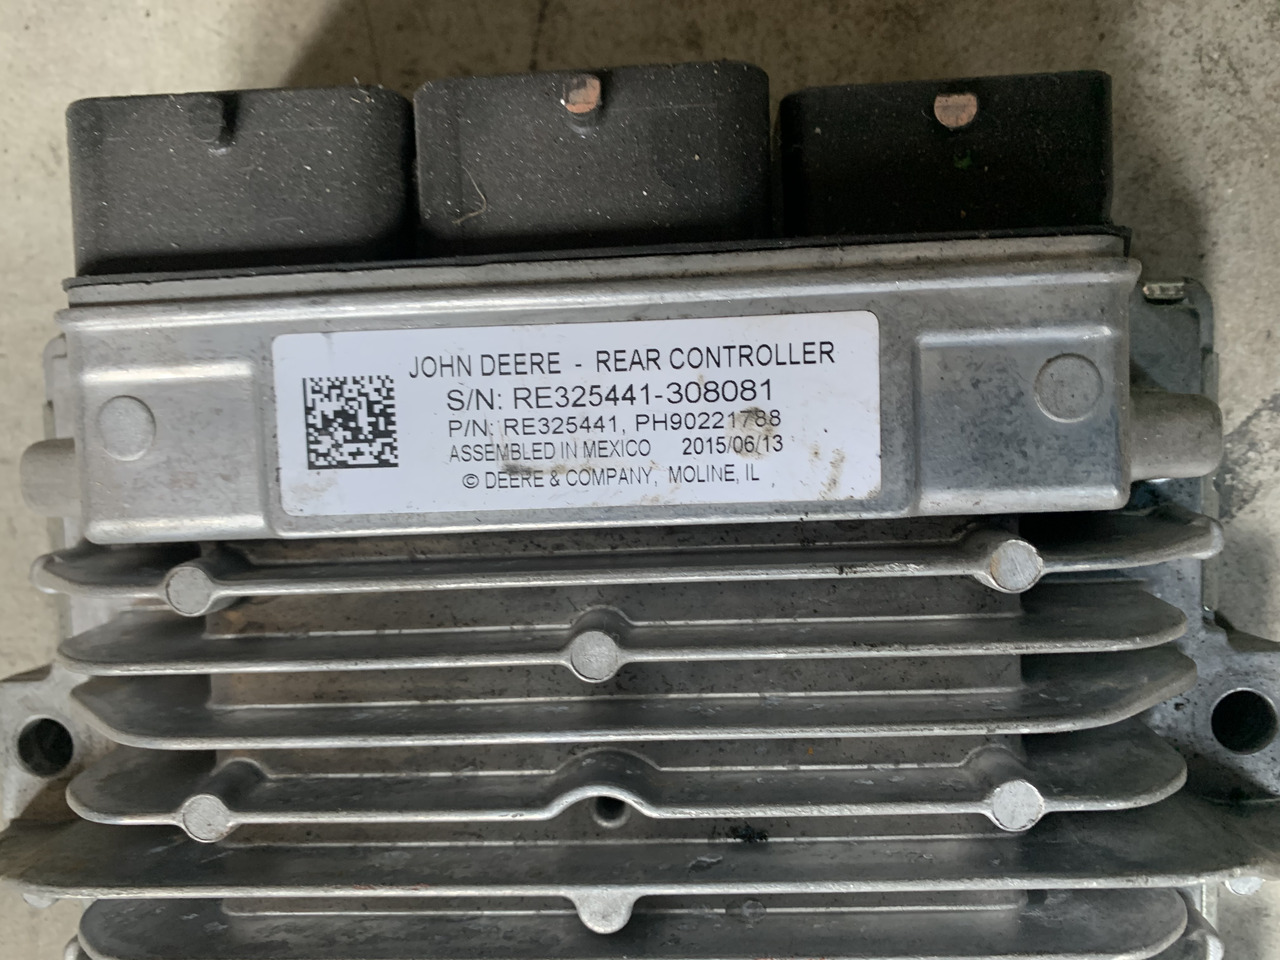 JOHN DEERE - REAR CONTROLLER
S/N: RE325441-308081
P/N: RE325441, PH90221788
ASSEMBLED IN MEXICO 2015/06/13
© DEERE & COMPANY, MOLINE, IL